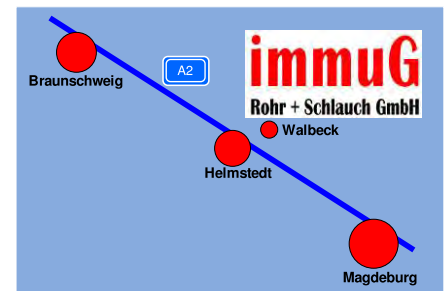 immuG
Rohr + Schlauch GmbH
A2
Braunschweig
Walbeck
Helmstedt
Magdeburg